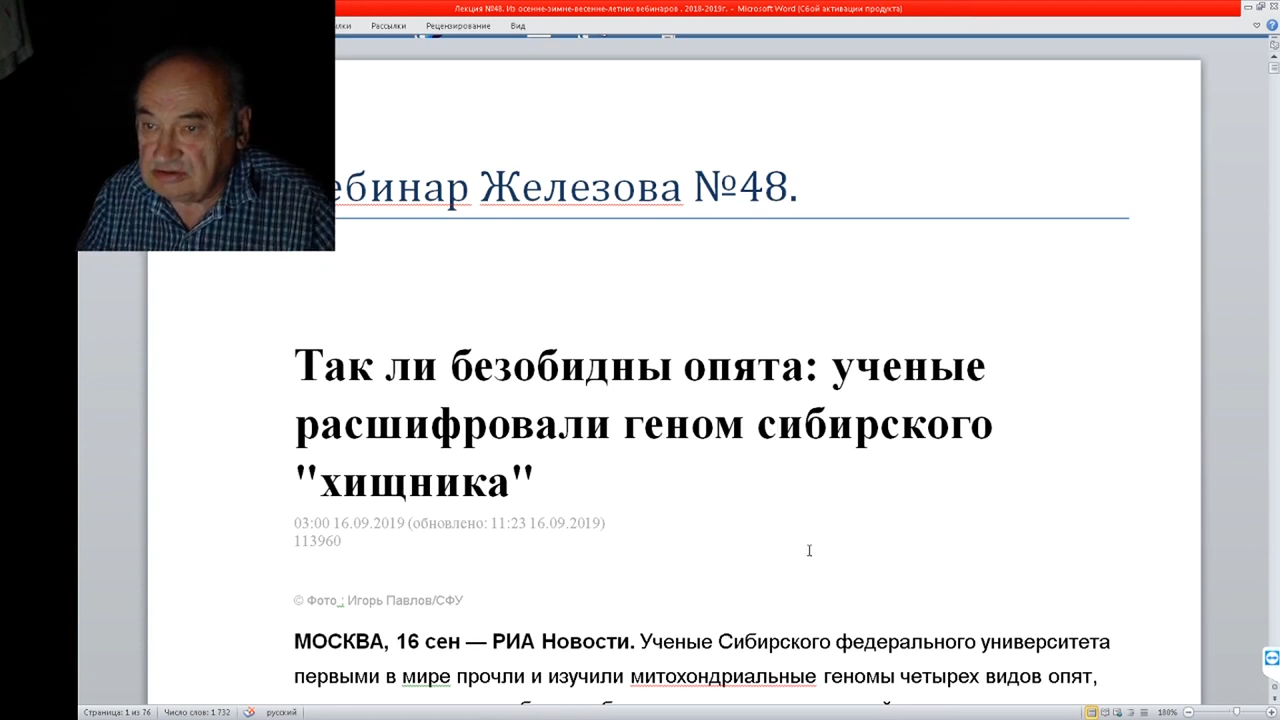 Лекция №48. Из осенне-зимне-весенне-летних вебинаров . 2018-2019г. - Microsoft Word (Сбой активации продукта)
лки Рассылки Рецензирование Вид
ебинар Железова №48.
Так ли безобидны опята: ученые
расшифровали геном сибирского
"хищника"
03:00 16.09.2019 (обновлено: 11:23 16.09.2019)
113960
© Фото : Игорь Павлов/СФУ
МОСКВА, 16 сен — РИА Новости. Ученые Сибирского федерального университета
первыми в мире прочли и изучили митохондриальные геномы четырех видов опят,
Страница: 1 из 76 Число слов: 1 732 русский 180%